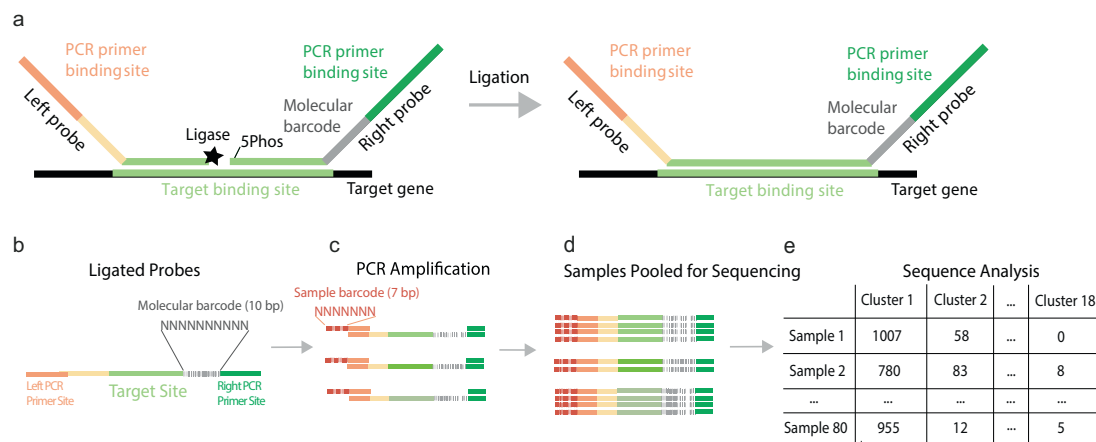 a
PCR primer
binding site
Left probe
Ligase
5Phos
Target binding site
Target gene
PCR primer
binding site
Molecular
barcode
Right probe
Ligation
PCR primer
binding site
Left probe
Target binding site
Target gene
PCR primer
binding site
Molecular
barcode
Right probe
b
Ligated Probes
Molecular barcode (10 bp)
NNNNNNNNNN
Target Site
Left PCR
Primer Site
Right PCR
Primer Site
c
PCR Amplification
Sample barcode (7 bp)
NNNNNNN
d
Samples Pooled for Sequencing
e
Sequence Analysis
Cluster 1 Cluster 2 ... Cluster 18
Sample 1 1007 58 ... 0
Sample 2 780 83 ... 8
... ... ... ... ...
Sample 80 955 12 ... 5